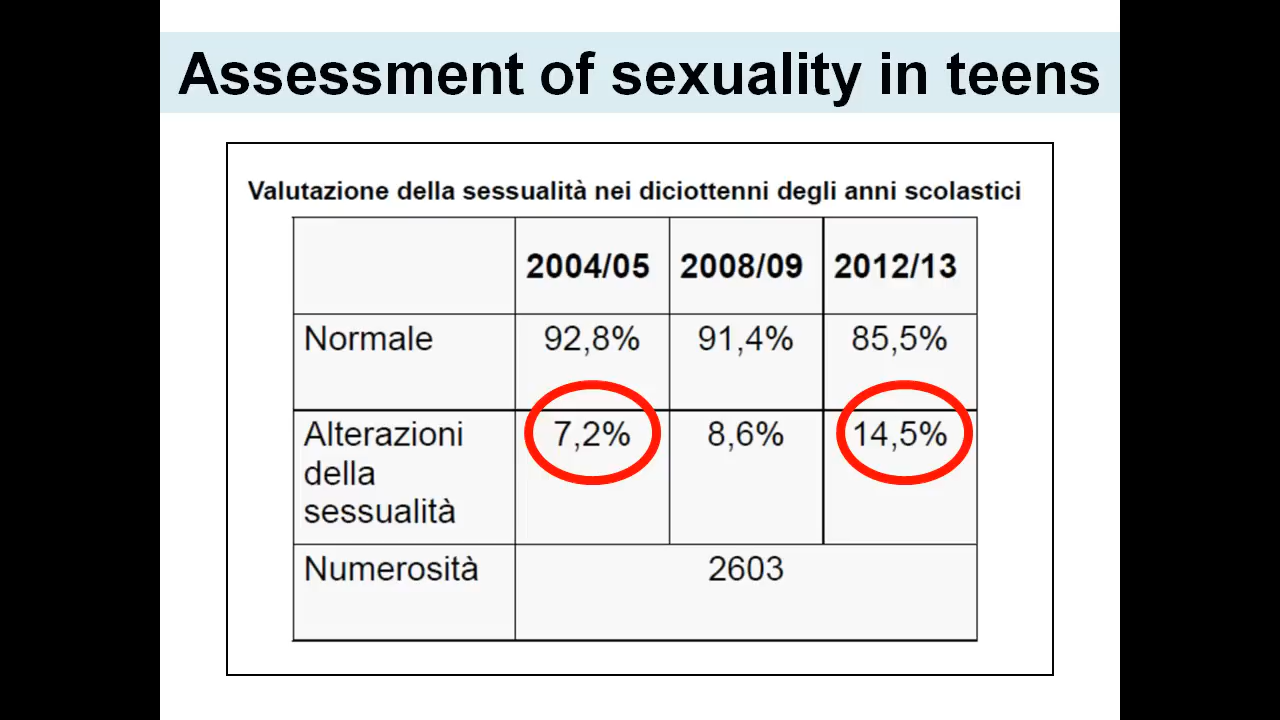 Assessment of sexuality in teens
Valutazione della sessualità nei diciottenni degli anni scolastici
2004/05 2008/09 2012/13
Normale 92,8% 91,4% 85,5%
Alterazioni 7,2% 8,6% 14,5%
della
sessualità
Numerosità 2603